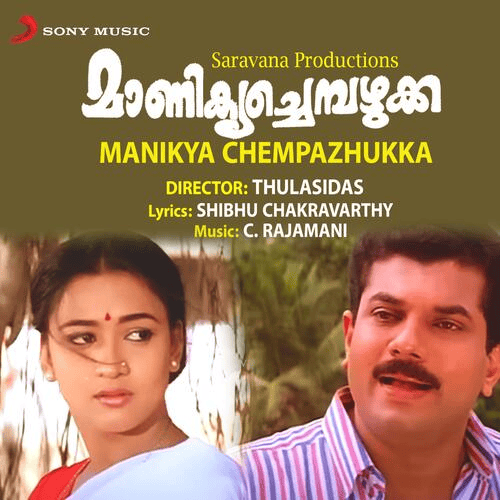 SONY MUSIC
Saravana Productions
മാണിക്യച്ചെമ്പഴുക്ക
MANIKYA CHEMPAZHUKKA
DIRECTOR: THULASIDAS
Lyrics: SHIBHU CHAKRAVARTHY
Music: C. RAJAMANI